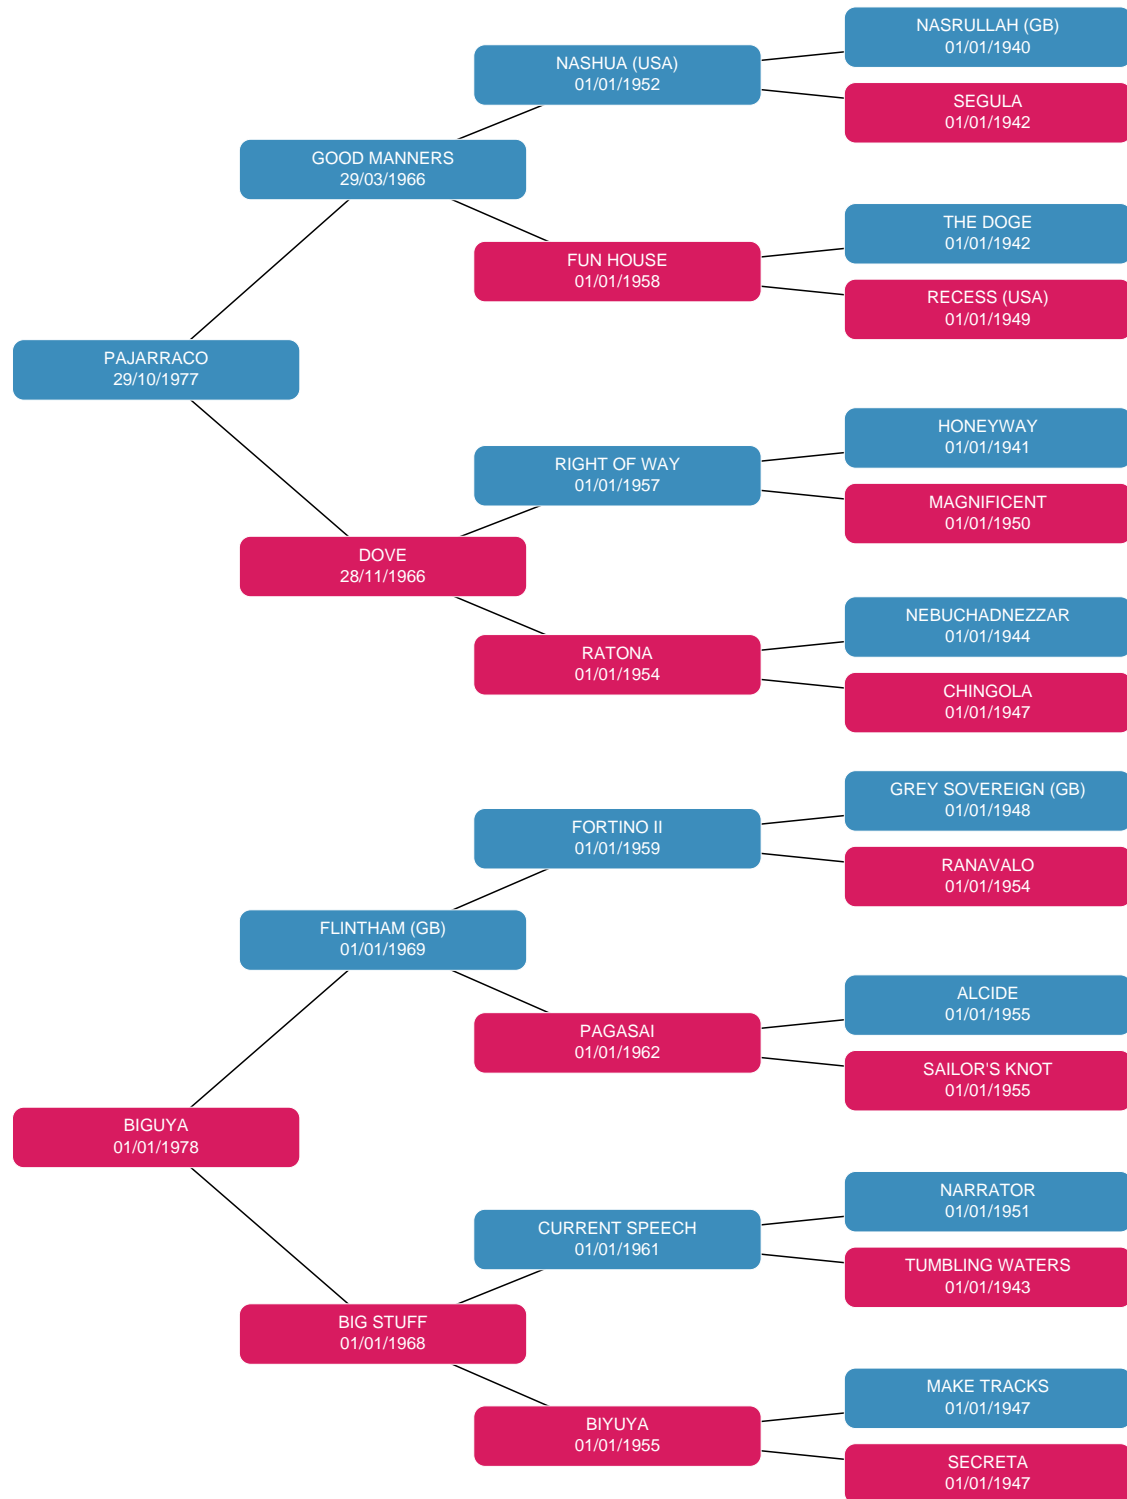 NASRULLAH (GB)
01/01/1940
NASHUA (USA)
01/01/1952
SEGULA
01/01/1942
GOOD MANNERS
29/03/1966
THE DOGE
01/01/1942
FUN HOUSE
01/01/1958
RECESS (USA)
01/01/1949
PAJARRACO
29/10/1977
HONEYWAY
01/01/1941
RIGHT OF WAY
01/01/1957
MAGNIFICENT
01/01/1950
DOVE
28/11/1966
NEBUCHADNEZZAR
01/01/1944
RATONA
01/01/1954
CHINGOLA
01/01/1947
GREY SOVEREIGN (GB)
01/01/1948
FORTINO II
01/01/1959
RANAVALO
01/01/1954
FLINTHAM (GB)
01/01/1969
ALCIDE
01/01/1955
PAGASAI
01/01/1962
SAILOR'S KNOT
01/01/1955
BIGUYA
01/01/1978
NARRATOR
01/01/1951
CURRENT SPEECH
01/01/1961
TUMBLING WATERS
01/01/1943
BIG STUFF
01/01/1968
MAKE TRACKS
01/01/1947
BIYUYA
01/01/1955
SECRETA
01/01/1947